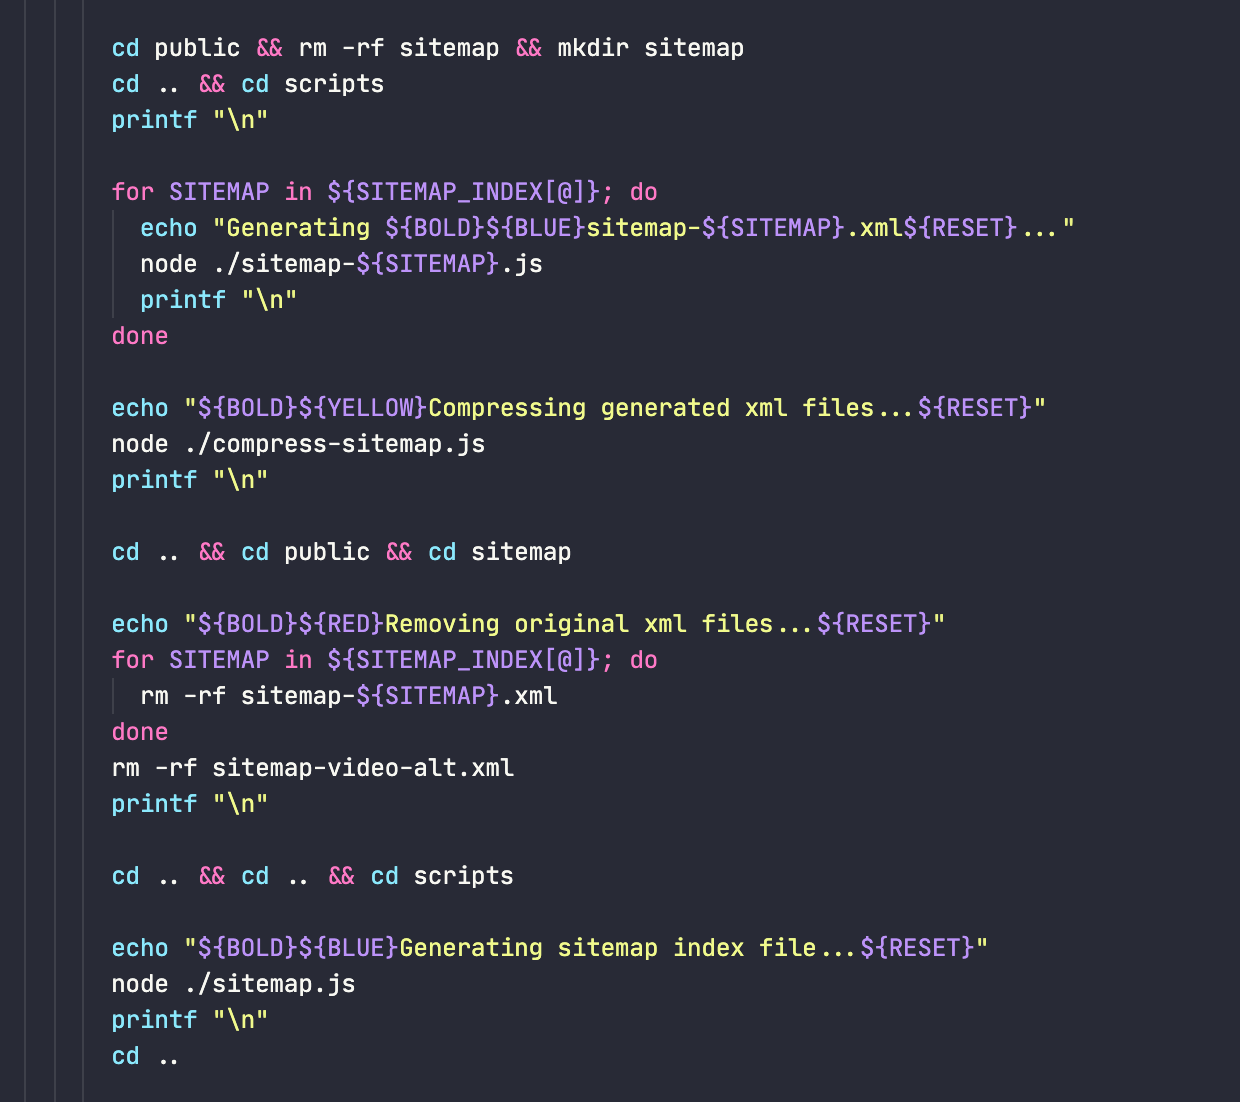 cd public && rm -rf sitemap && mkdir sitemap
cd .. && cd scripts
printf "\n"
for SITEMAP in ${SITEMAP_INDEX[@]}; do
echo "Generating ${BOLD}${BLUE}sitemap-${SITEMAP}.xml${RESET}..."
node ./sitemap-${SITEMAP}.js
printf "\n"
done
echo "${BOLD}${YELLOW}Compressing generated xml files...${RESET}"
node ./compress-sitemap.js
printf "\n"
cd .. && cd public && cd sitemap
echo "${BOLD}${RED}Removing original xml files...${RESET}"
for SITEMAP in ${SITEMAP_INDEX[@]}; do
rm -rf sitemap-${SITEMAP}.xml
done
rm -rf sitemap-video-alt.xml
printf "\n"
cd .. && cd .. && cd scripts
echo "${BOLD}${BLUE}Generating sitemap index file...${RESET}"
node ./sitemap.js
printf "\n"
cd ..